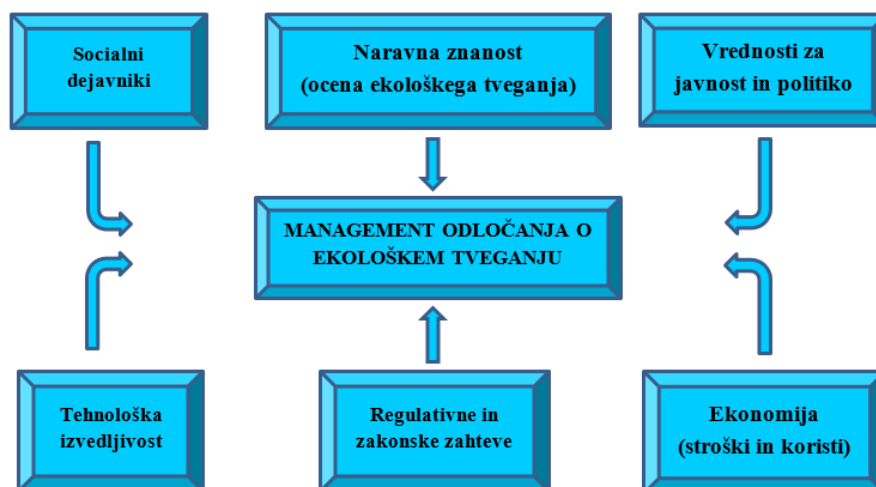 Socialni
dejavniki
Naravna znanost
(ocena ekološkega tveganja)
Vrednosti za
javnost in politiko
MANAGEMENT ODLOČANJA O
EKOLOŠKEM TVEGANJU
Tehnološka
izvedljivost
Regulativne in
zakonske zahteve
Ekonomija
(stroški in koristi)